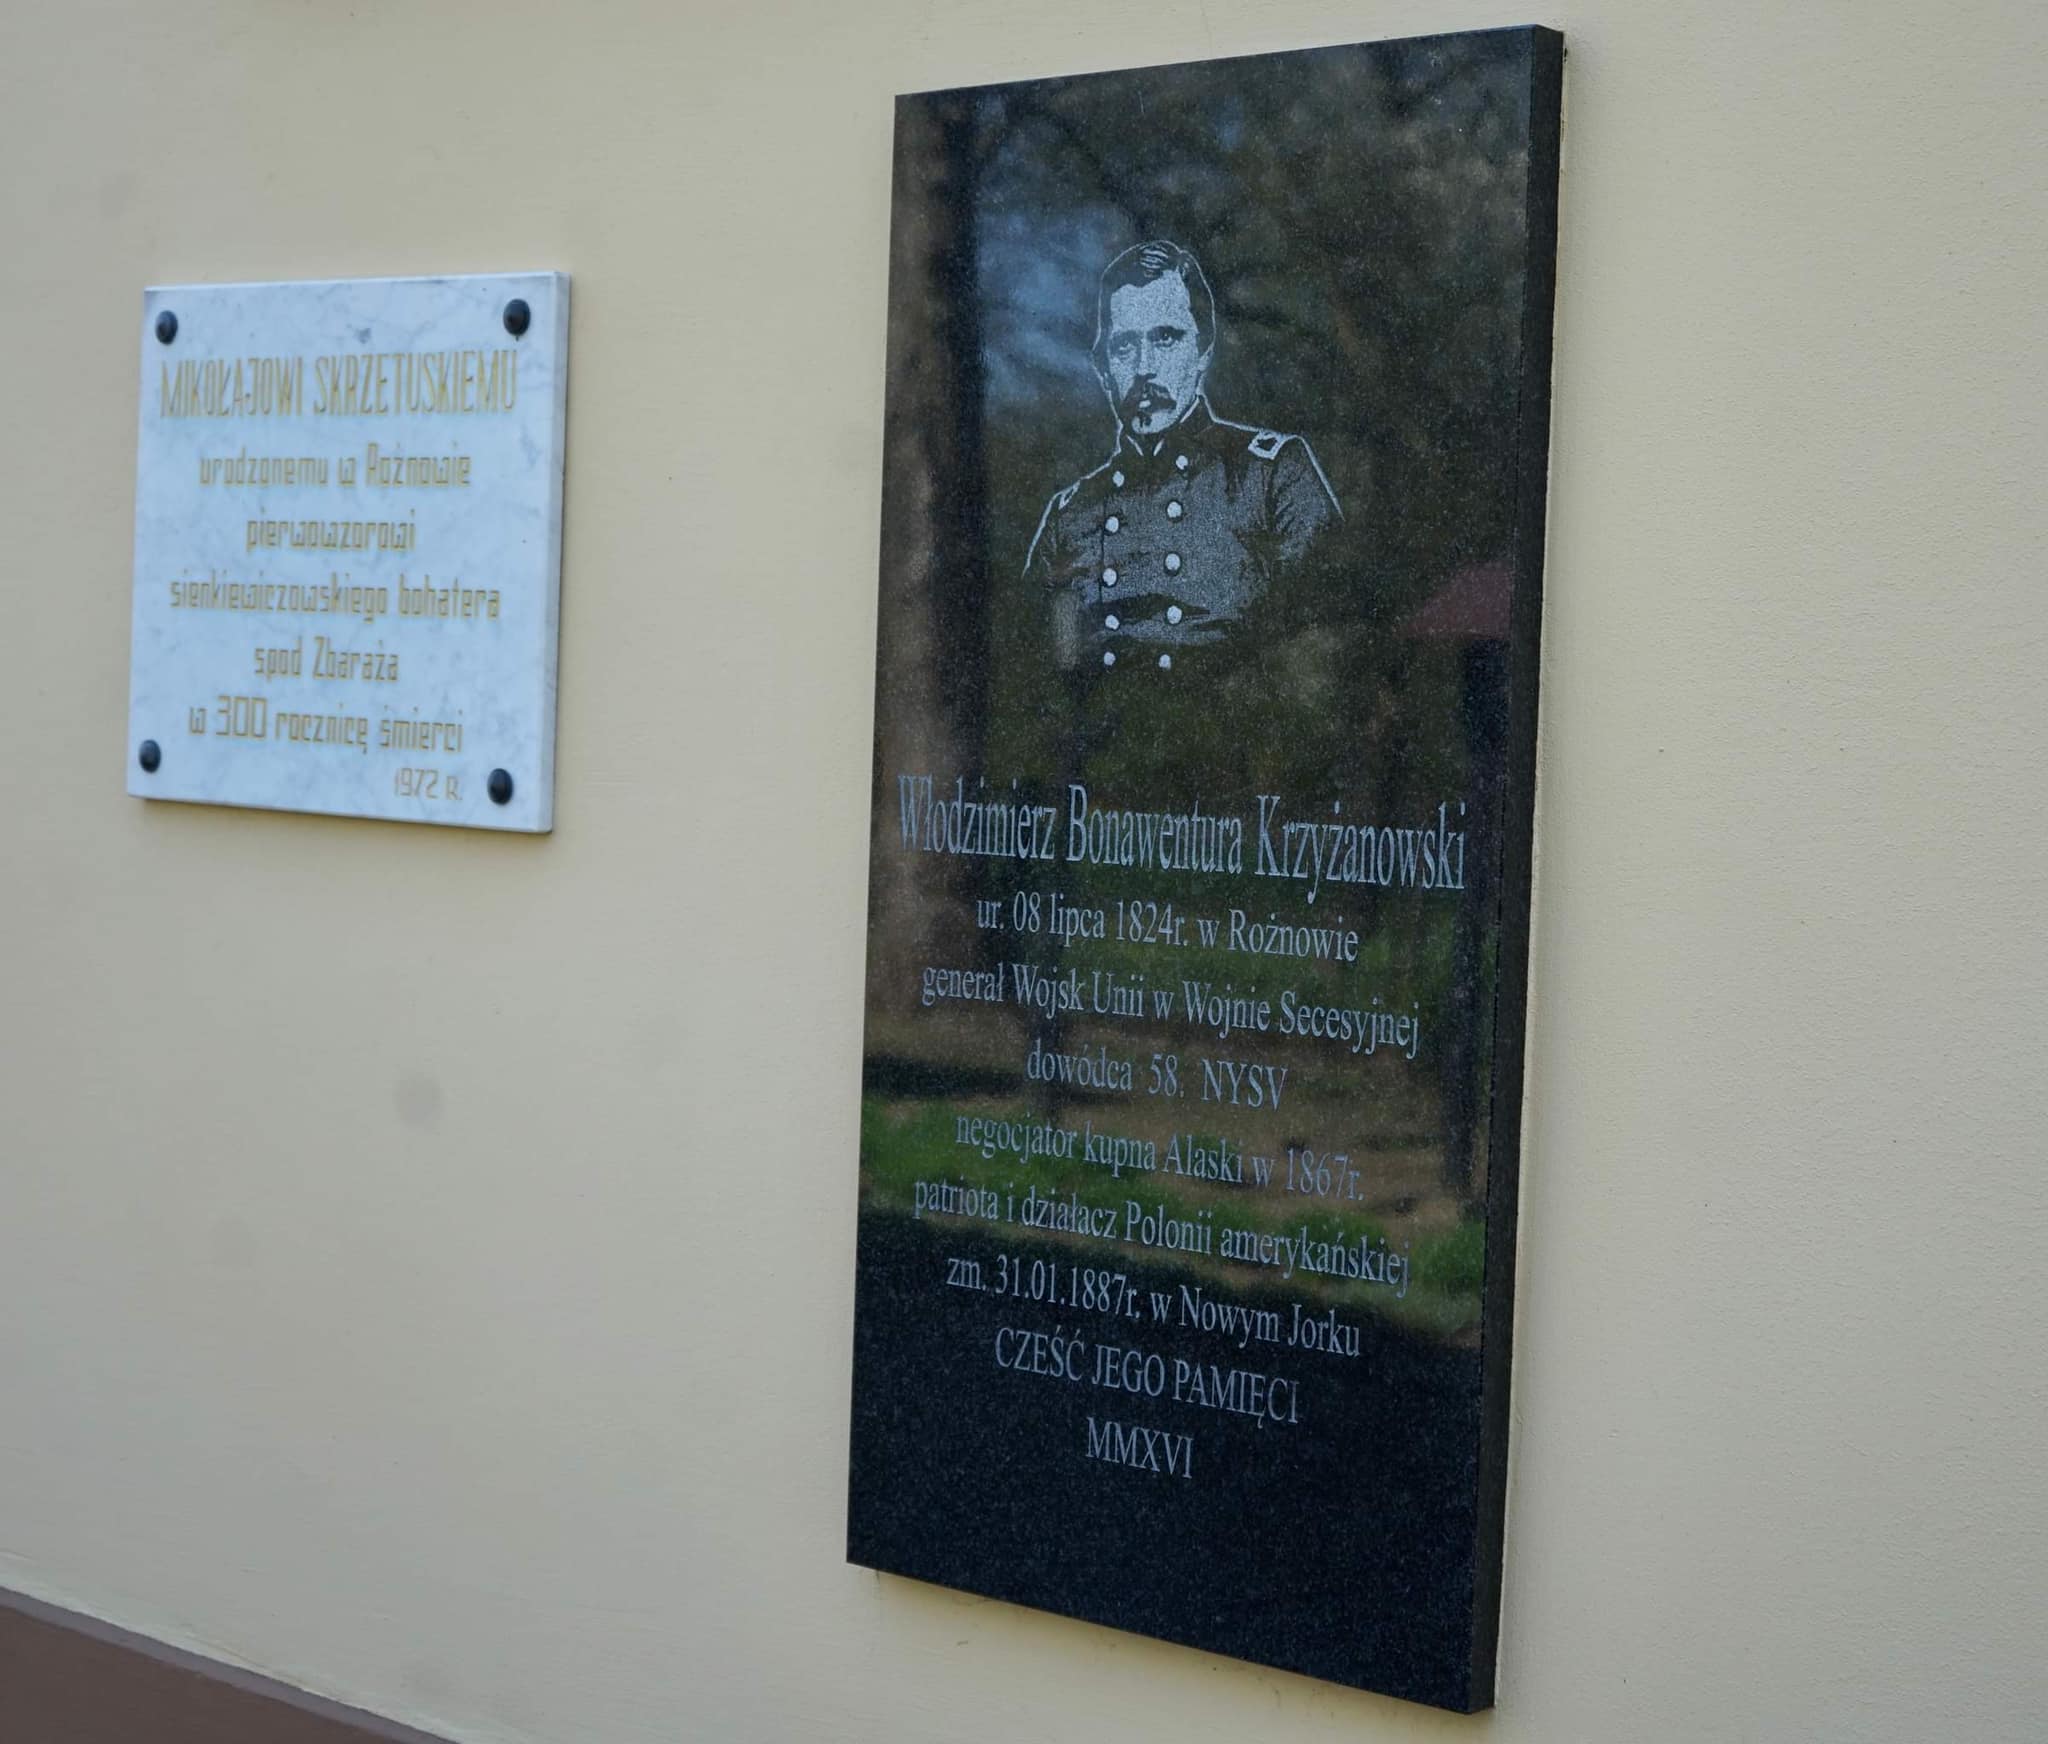 MIKOŁAJOWI SKRZETUSKIEMU
urodzonemu w Rożnowie
pierwowzorowi
sienkiewiczowskiego bohatera
spod Zbaraża
w 300 rocznicę śmierci
1972 R.
Włodzimierz Bonawentura Krzyżanowski
ur. 08 lipca 1824r. w Rożnowie
generał Wojsk Unii w Wojnie Secesyjnej
dowódca 58. NYSV
negocjator kupna Alaski w 1867r.
patriota i działacz Polonii amerykańskiej
zm. 31.01.1887r. w Nowym Jorku
CZEŚĆ JEGO PAMIĘCI
MMXVI